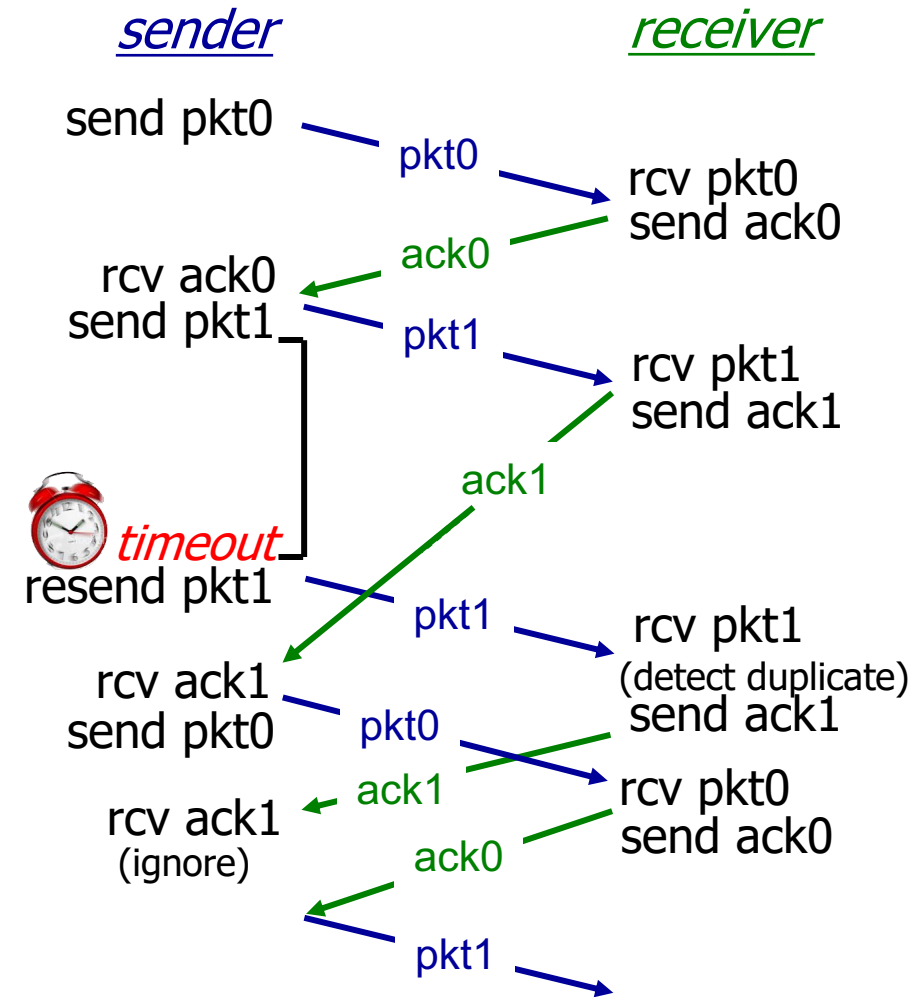 sender
receiver
send pkt0
pkt0
rcv pkt0
send ack0
ack0
rcv ack0
send pkt1
pkt1
rcv pkt1
send ack1
ack1
timeout
resend pkt1
pkt1
rcv pkt1
(detect duplicate)
send ack1
rcv ack1
send pkt0
pkt0
ack1
rcv pkt0
send ack0
rcv ack1
(ignore)
ack0
pkt1